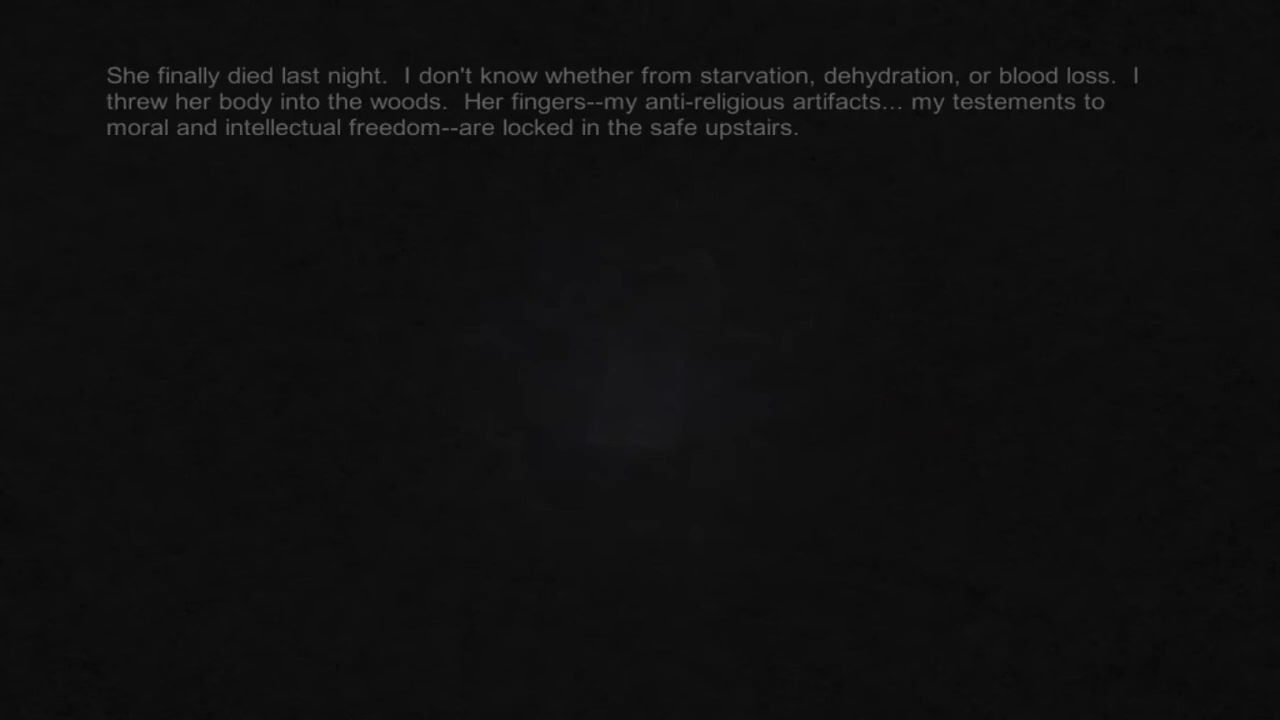 She finally died last night.  I don't know whether from starvation, dehydration, or blood loss.  I
threw her body into the woods.  Her fingers--my anti-religious artifacts... my testements to
moral and intellectual freedom--are locked in the safe upstairs.